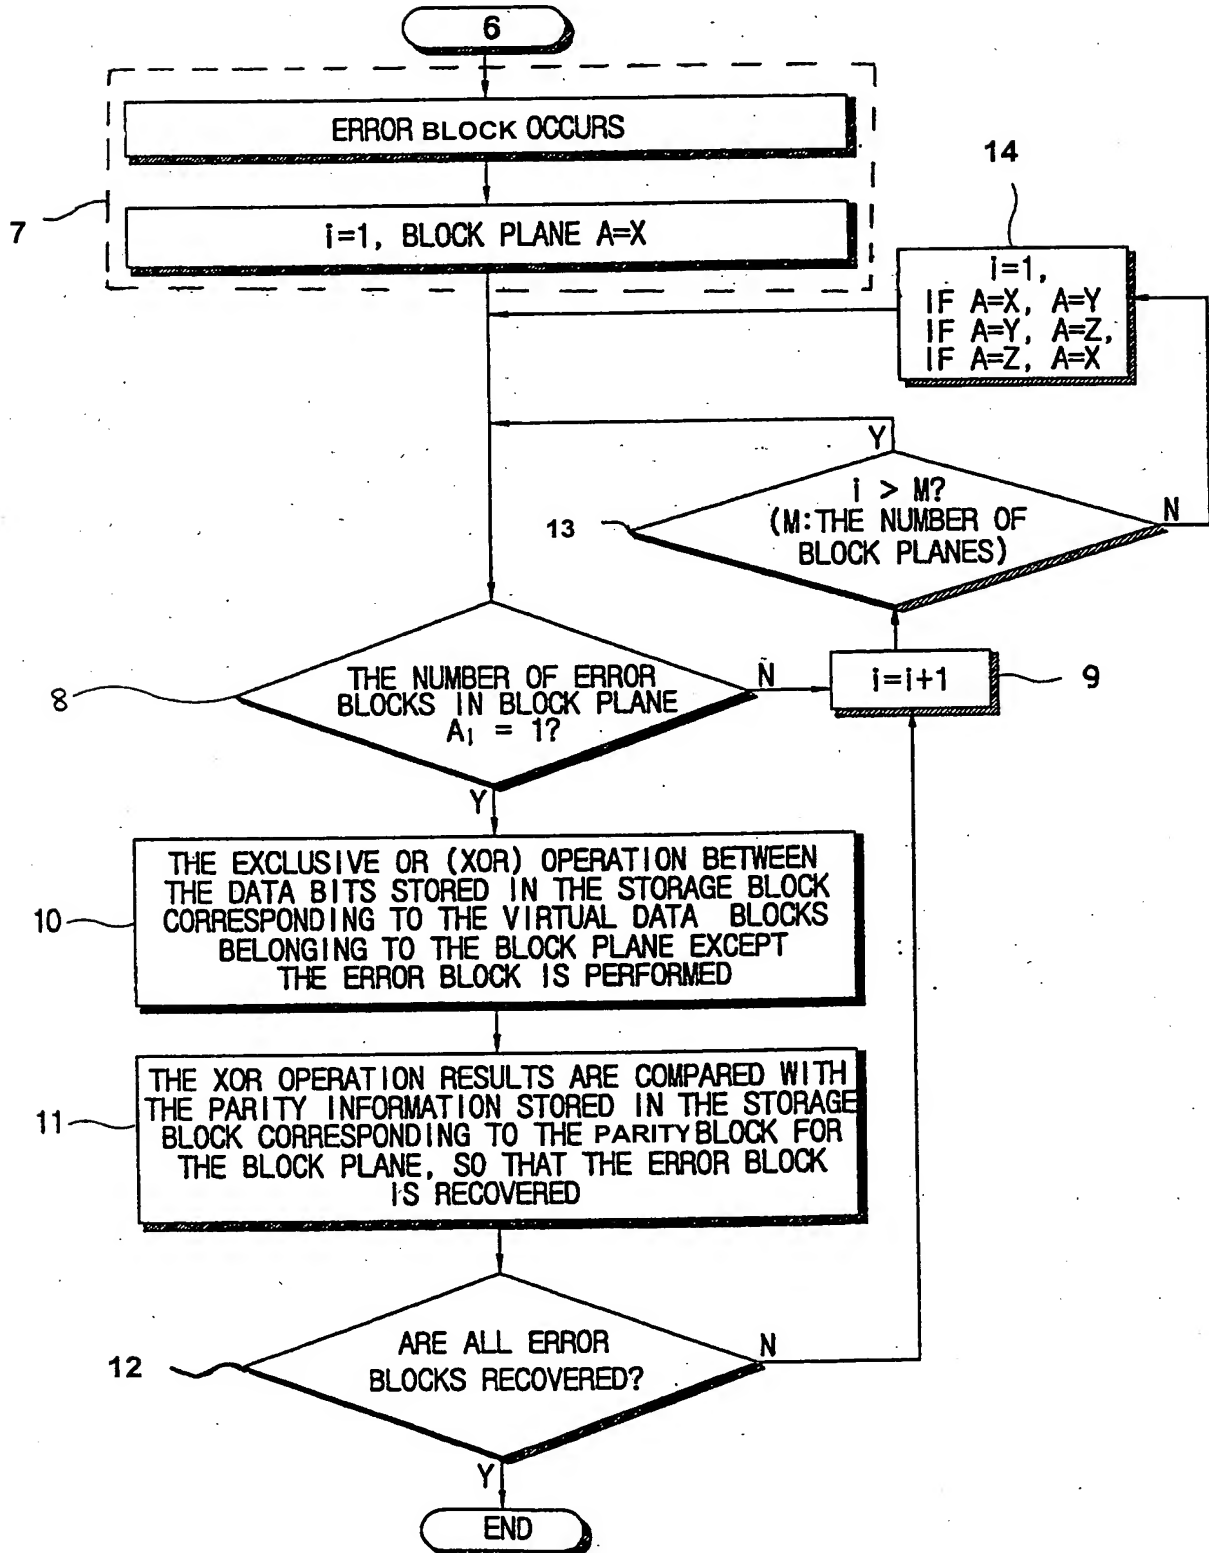 6
ERROR BLOCK OCCURS
7
i=1, BLOCK PLANE A=X
14
i=1,
IF A=X, A=Y
IF A=Y, A=Z,
IF A=Z, A=X
Y
13
i > M?
(M:THE NUMBER OF
BLOCK PLANES)
N
8
THE NUMBER OF ERROR
BLOCKS IN BLOCK PLANE
Ai = 1?
N
i=i+1
9
Y
10
THE EXCLUSIVE OR (XOR) OPERATION BETWEEN
THE DATA BITS STORED IN THE STORAGE BLOCK
CORRESPONDING TO THE VIRTUAL DATA BLOCKS
BELONGING TO THE BLOCK PLANE EXCEPT
THE ERROR BLOCK IS PERFORMED
11
THE XOR OPERATION RESULTS ARE COMPARED WITH
THE PARITY INFORMATION STORED IN THE STORAGE
BLOCK CORRESPONDING TO THE PARITY BLOCK FOR
THE BLOCK PLANE, SO THAT THE ERROR BLOCK
IS RECOVERED
12
ARE ALL ERROR
BLOCKS RECOVERED?
N
Y
END